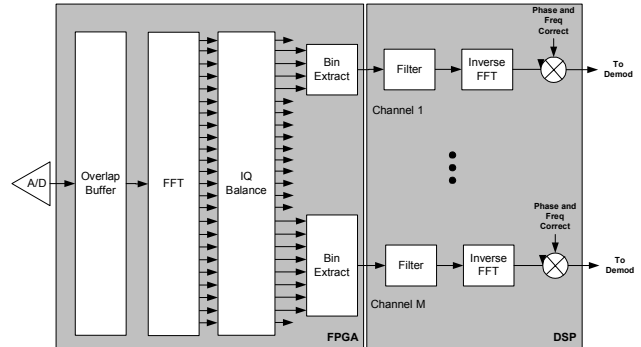 Phase and
Freq
Correct
Bin
Extract
Filter
Inverse
FFT
To
Demod
Channel 1
A/D
Overlap
Buffer
FFT
IQ
Balance
Phase and
Freq
Correct
Bin
Extract
Filter
Inverse
FFT
To
Demod
Channel M
FPGA
DSP